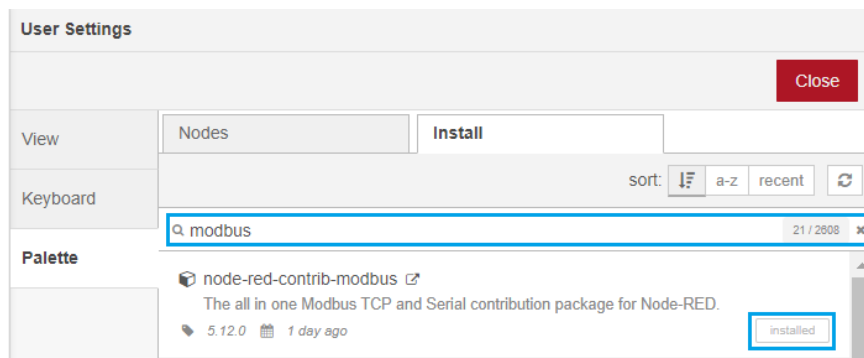 User Settings
Close
View
Keyboard
Palette
Nodes
Install
sort: a-z recent
modbus 21 / 2608
node-red-contrib-modbus
The all in one Modbus TCP and Serial contribution package for Node-RED.
5.12.0 1 day ago
installed